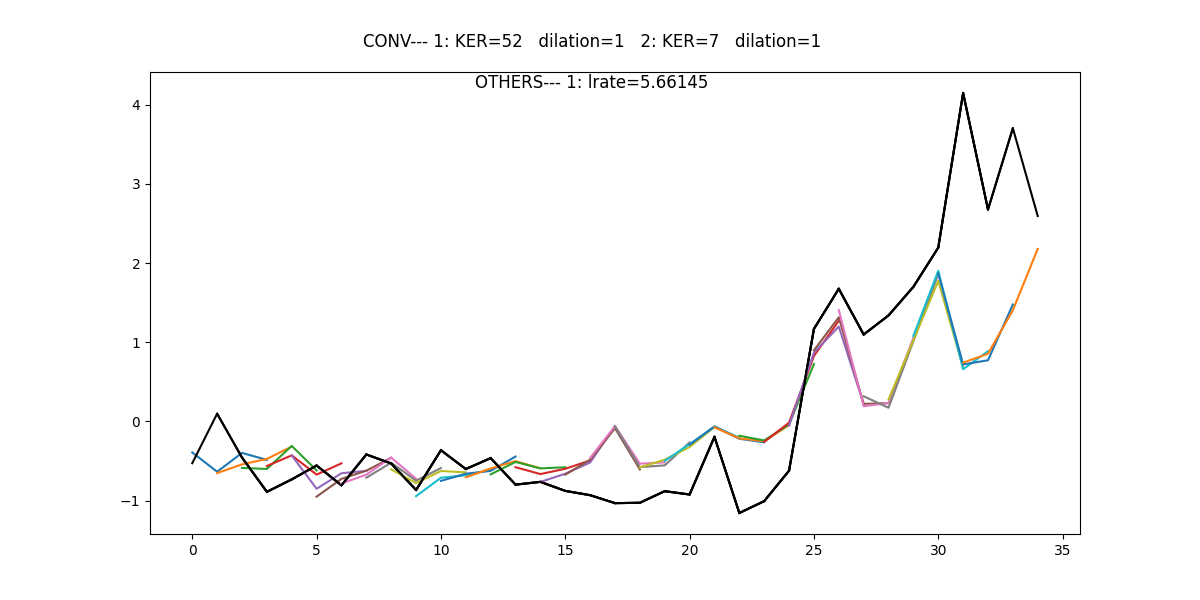 CONV--- 1: KER=52   dilation=1   2: KER=7   dilation=1
OTHERS--- 1: lrate=5.66145
4
3
2
1
0
−1
0 5 10 15 20 25 30 35